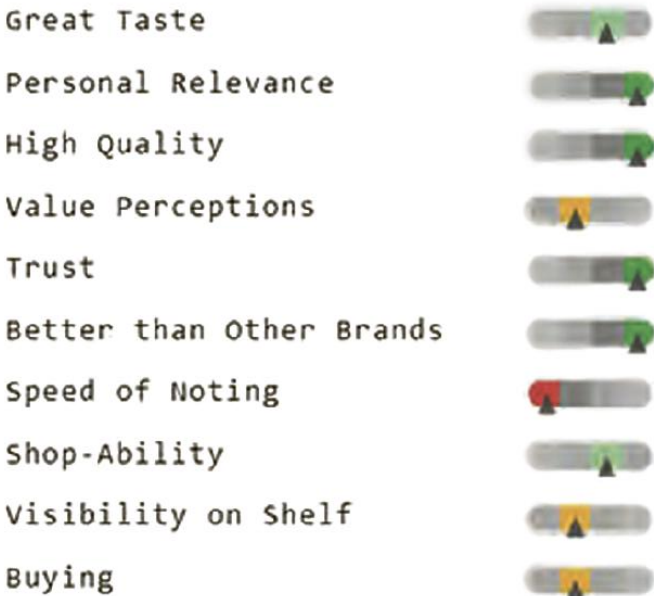 Great Taste
Personal Relevance
High Quality
Value Perceptions
Trust
Better than Other Brands
Speed of Noting
Shop-Ability
Visibility on Shelf
Buying